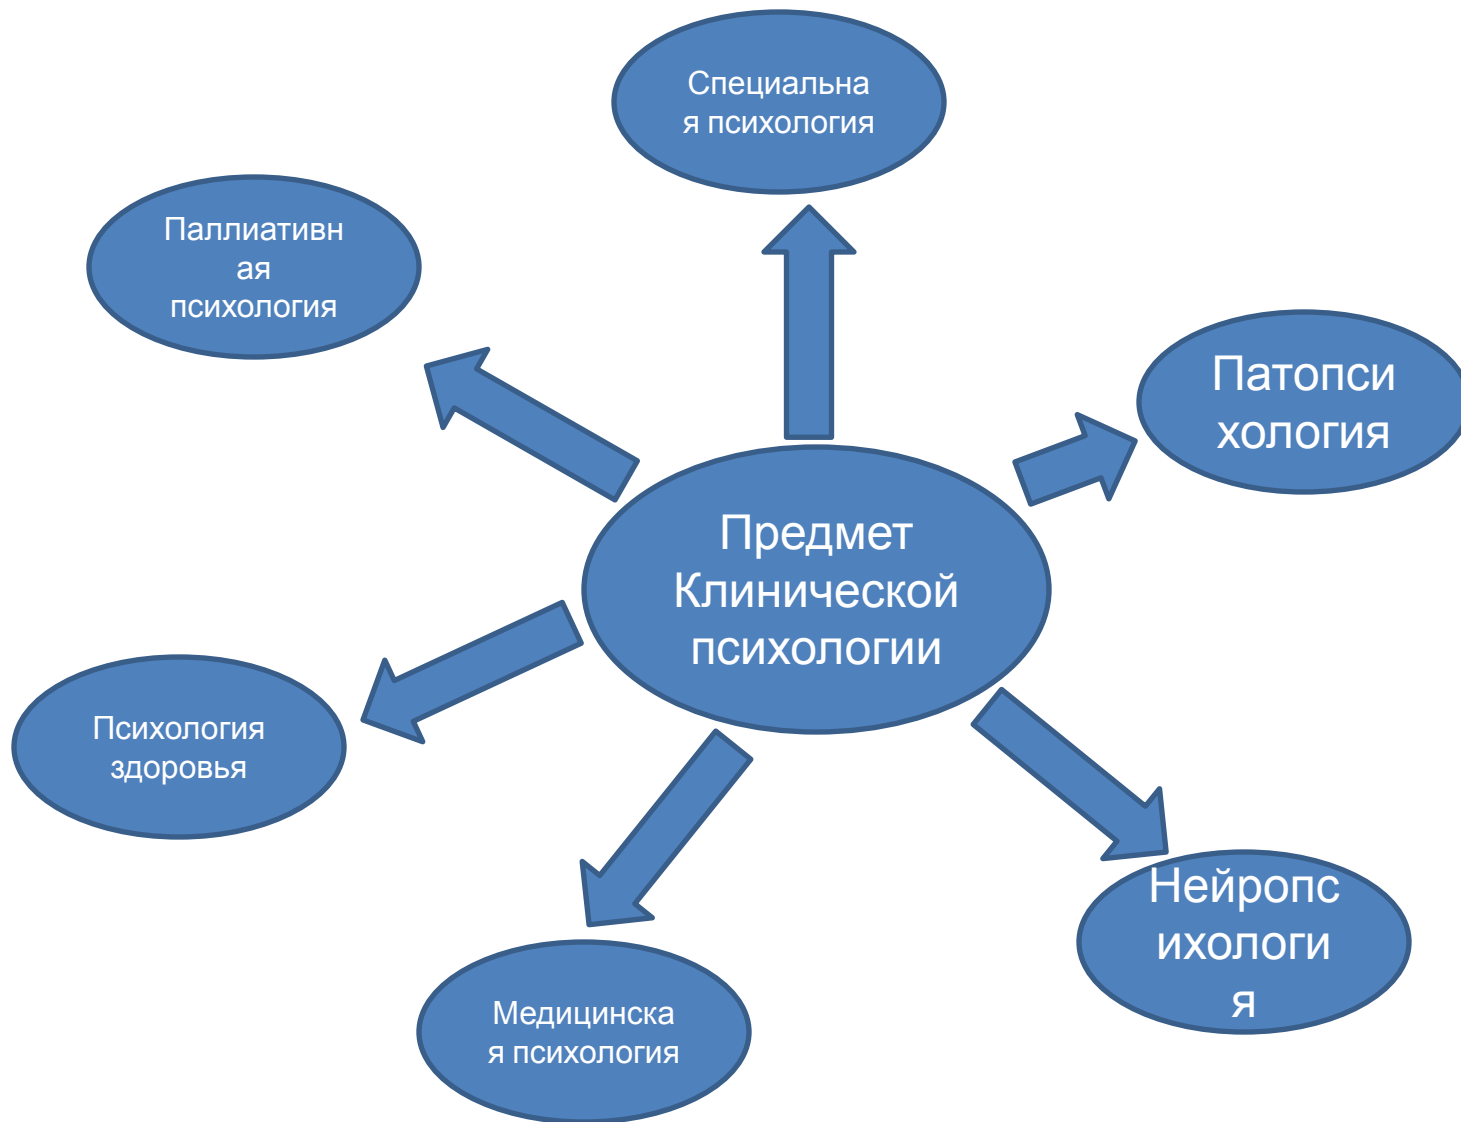 Специальна
я психология
Паллиативн
ая
психология
Патопси
хология
Предмет
Клинической
психологии
Психология
здоровья
Нейропс
ихологи
я
Медицинска
я психология